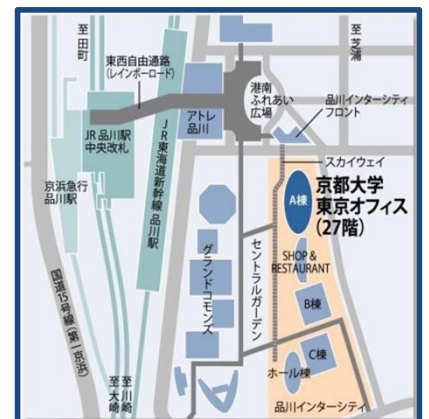 至田町
東西自由通路
(レインボーロード)
至芝浦
港南
ふれあい
広場
アトレ
品川
品川インターシティ
フロント
JR 品川駅
中央改札
JR東海道新幹線 品川駅
スカイウェイ
京浜急行
品川駅
A棟
京都大学
東京オフィス
(27階)
グランドコモンズ
セントラルガーデン
SHOP &
RESTAURANT
国道15号線(第一京浜)
B棟
C棟
ホール棟
至大崎
至川崎
品川インターシティ